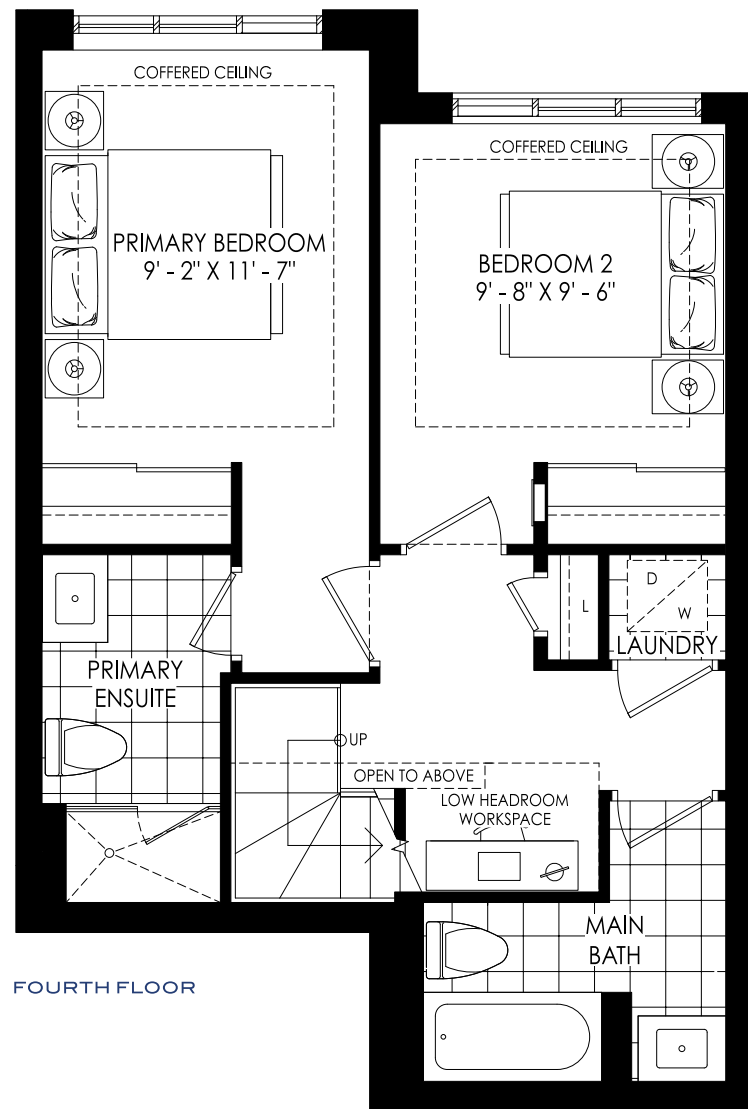 COFFERED CEILING
PRIMARY BEDROOM
9' - 2" X 11' - 7"
COFFERED CEILING
BEDROOM 2
9' - 8" X 9' - 6"
D
W
L
LAUNDRY
PRIMARY
ENSUITE
UP
OPEN TO ABOVE
LOW HEADROOM
WORKSPACE
MAIN
BATH
FOURTH FLOOR